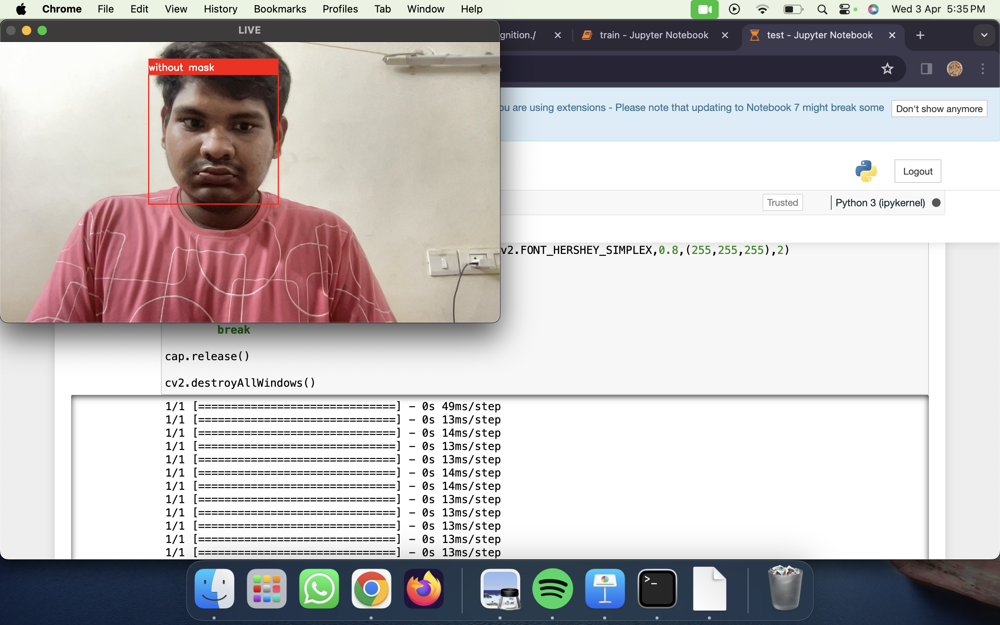 Chrome File Edit View History Bookmarks Profiles Tab Window Help Wed 3 Apr 5:35 PM
LIVE
gnition./ train - Jupyter Notebook test - Jupyter Notebook
without mask
ou are using extensions - Please note that updating to Notebook 7 might break some Don't show anymore
Logout
Trusted Python 3 (ipykernel)
v2.FONT_HERSHEY_SIMPLEX,0.8,(255,255,255),2)
break
cap.release()
cv2.destroyAllWindows()
1/1 [==============================] - 0s 49ms/step
1/1 [==============================] - 0s 13ms/step
1/1 [==============================] - 0s 14ms/step
1/1 [==============================] - 0s 13ms/step
1/1 [==============================] - 0s 13ms/step
1/1 [==============================] - 0s 14ms/step
1/1 [==============================] - 0s 14ms/step
1/1 [==============================] - 0s 13ms/step
1/1 [==============================] - 0s 13ms/step
1/1 [==============================] - 0s 13ms/step
1/1 [==============================] - 0s 13ms/step
1/1 [==============================] - 0s 13ms/step